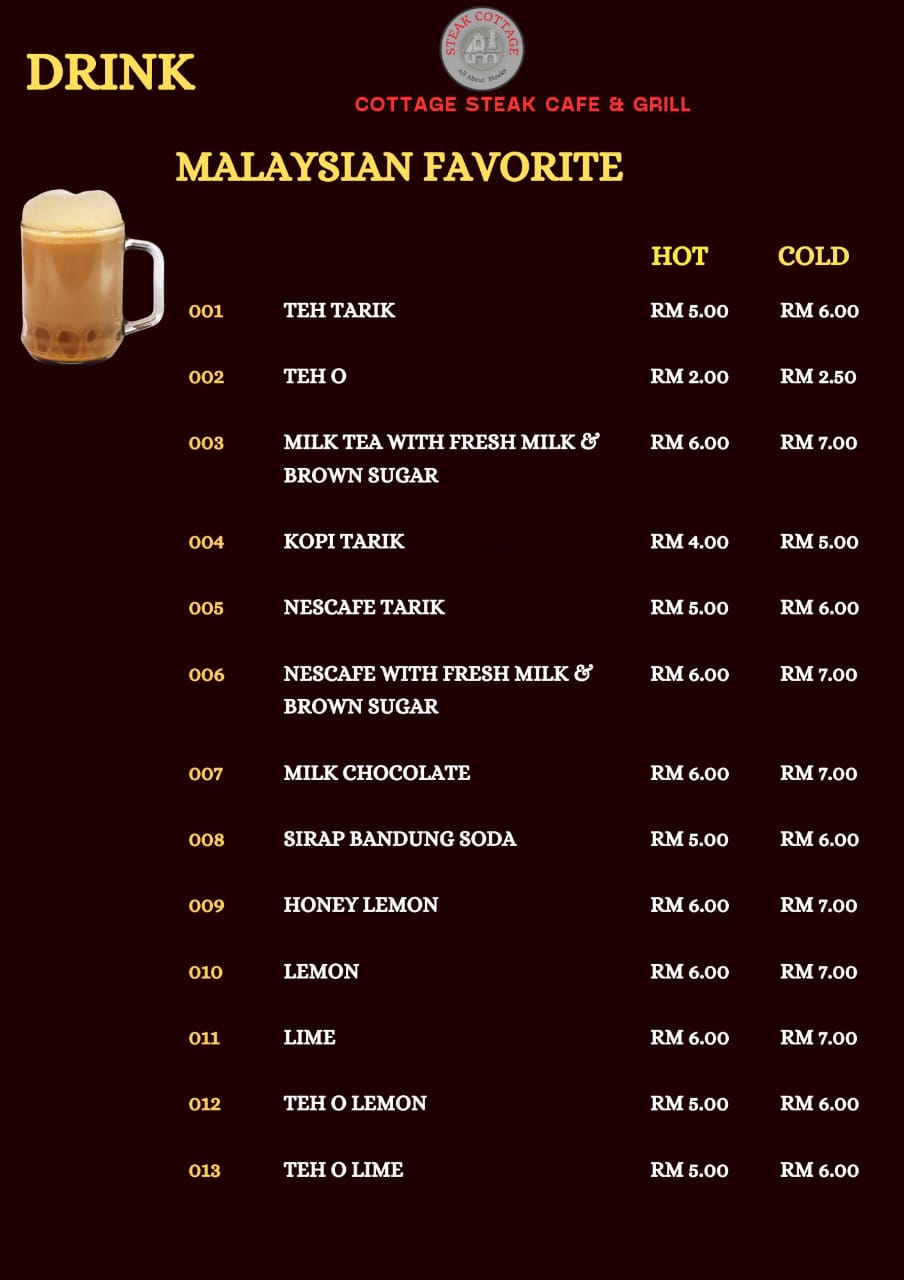 STEAK COTTAGE
All About Steaks
DRINK
COTTAGE STEAK CAFE & GRILL
MALAYSIAN FAVORITE
HOT COLD
001 TEH TARIK RM 5.00 RM 6.00
002 TEH O RM 2.00 RM 2.50
003 MILK TEA WITH FRESH MILK & RM 6.00 RM 7.00
BROWN SUGAR
004 KOPI TARIK RM 4.00 RM 5.00
005 NESCAFE TARIK RM 5.00 RM 6.00
006 NESCAFE WITH FRESH MILK & RM 6.00 RM 7.00
BROWN SUGAR
007 MILK CHOCOLATE RM 6.00 RM 7.00
008 SIRAP BANDUNG SODA RM 5.00 RM 6.00
009 HONEY LEMON RM 6.00 RM 7.00
010 LEMON RM 6.00 RM 7.00
011 LIME RM 6.00 RM 7.00
012 TEH O LEMON RM 5.00 RM 6.00
013 TEH O LIME RM 5.00 RM 6.00